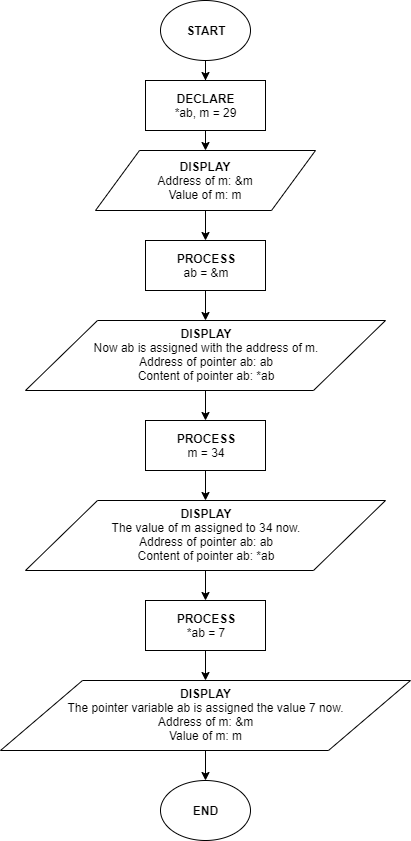 START
DECLARE
*ab, m = 29
DISPLAY
Address of m: &m
Value of m: m
PROCESS
ab = &m
DISPLAY
Now ab is assigned with the address of m.
Address of pointer ab: ab
Content of pointer ab: *ab
PROCESS
m = 34
DISPLAY
The value of m assigned to 34 now.
Address of pointer ab: ab
Content of pointer ab: *ab
PROCESS
*ab = 7
DISPLAY
The pointer variable ab is assigned the value 7 now.
Address of m: &m
Value of m: m
END